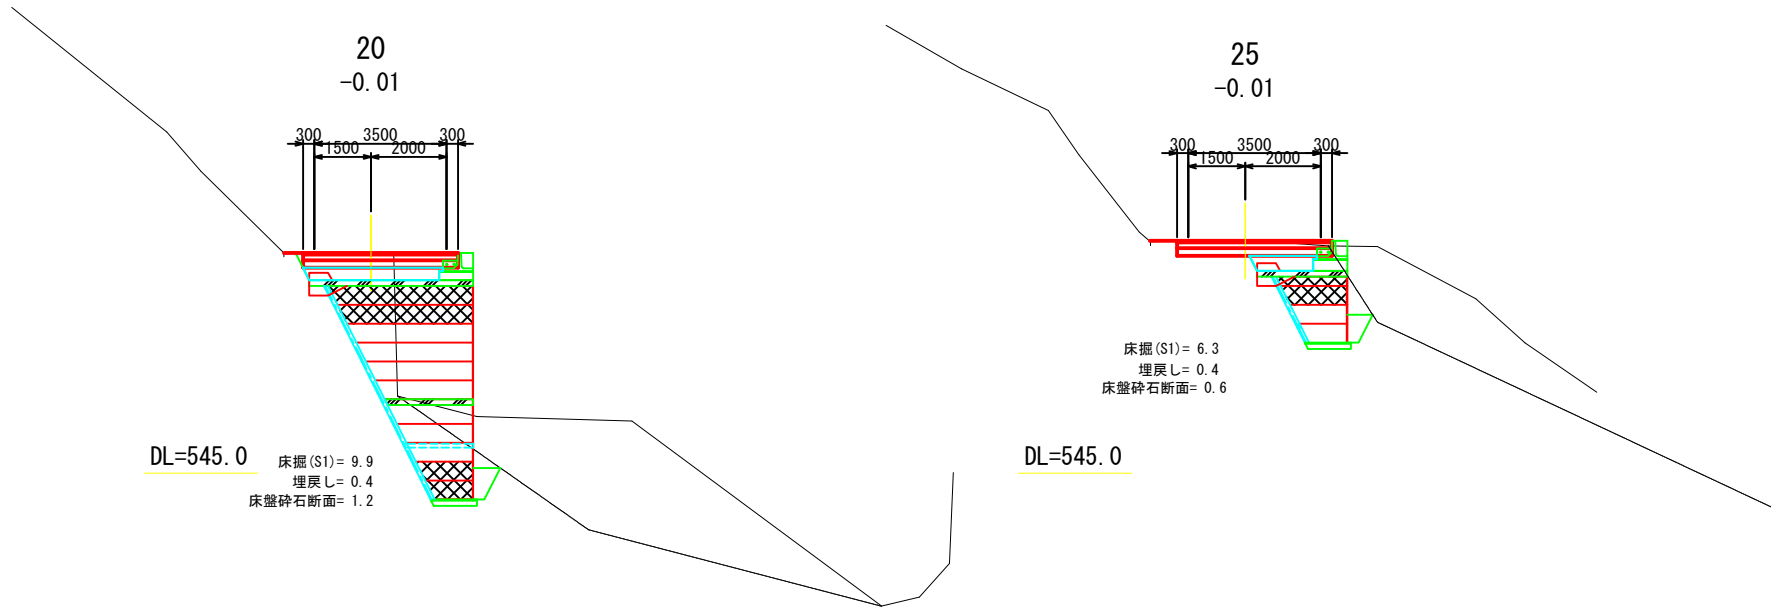 20
-0.01
300 3500 300
1500 2000
DL=545.0
床掘(S1)= 9.9
埋戻し= 0.4
床盤砕石断面= 1.2
25
-0.01
300 3500 300
1500 2000
床掘(S1)= 6.3
埋戻し= 0.4
床盤砕石断面= 0.6
DL=545.0